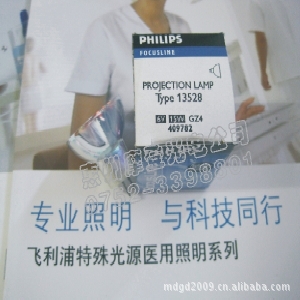 PHILIPS
FOCUSLINE
PROJECTION LAMP
Type 13528
6V 15W GZ4
409702
专业照明 与科技同行
飞利浦特殊光源医用照明系列
mdgd2009.cn.alibaba.com